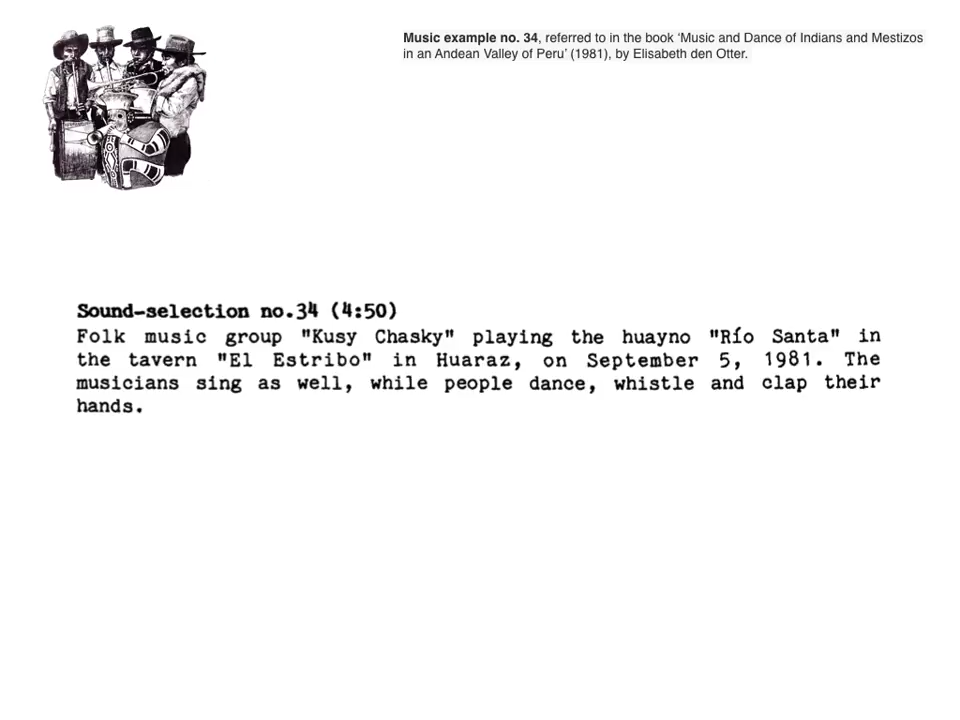 Music example no. 34, referred to in the book ‘Music and Dance of Indians and Mestizos
in an Andean Valley of Peru’ (1981), by Elisabeth den Otter.
Sound-selection no.34 (4:50)
Folk music group "Kusy Chasky" playing the huayno "Río Santa" in
the tavern "El Estribo" in Huaraz, on September 5, 1981. The
musicians sing as well, while people dance, whistle and clap their
hands.